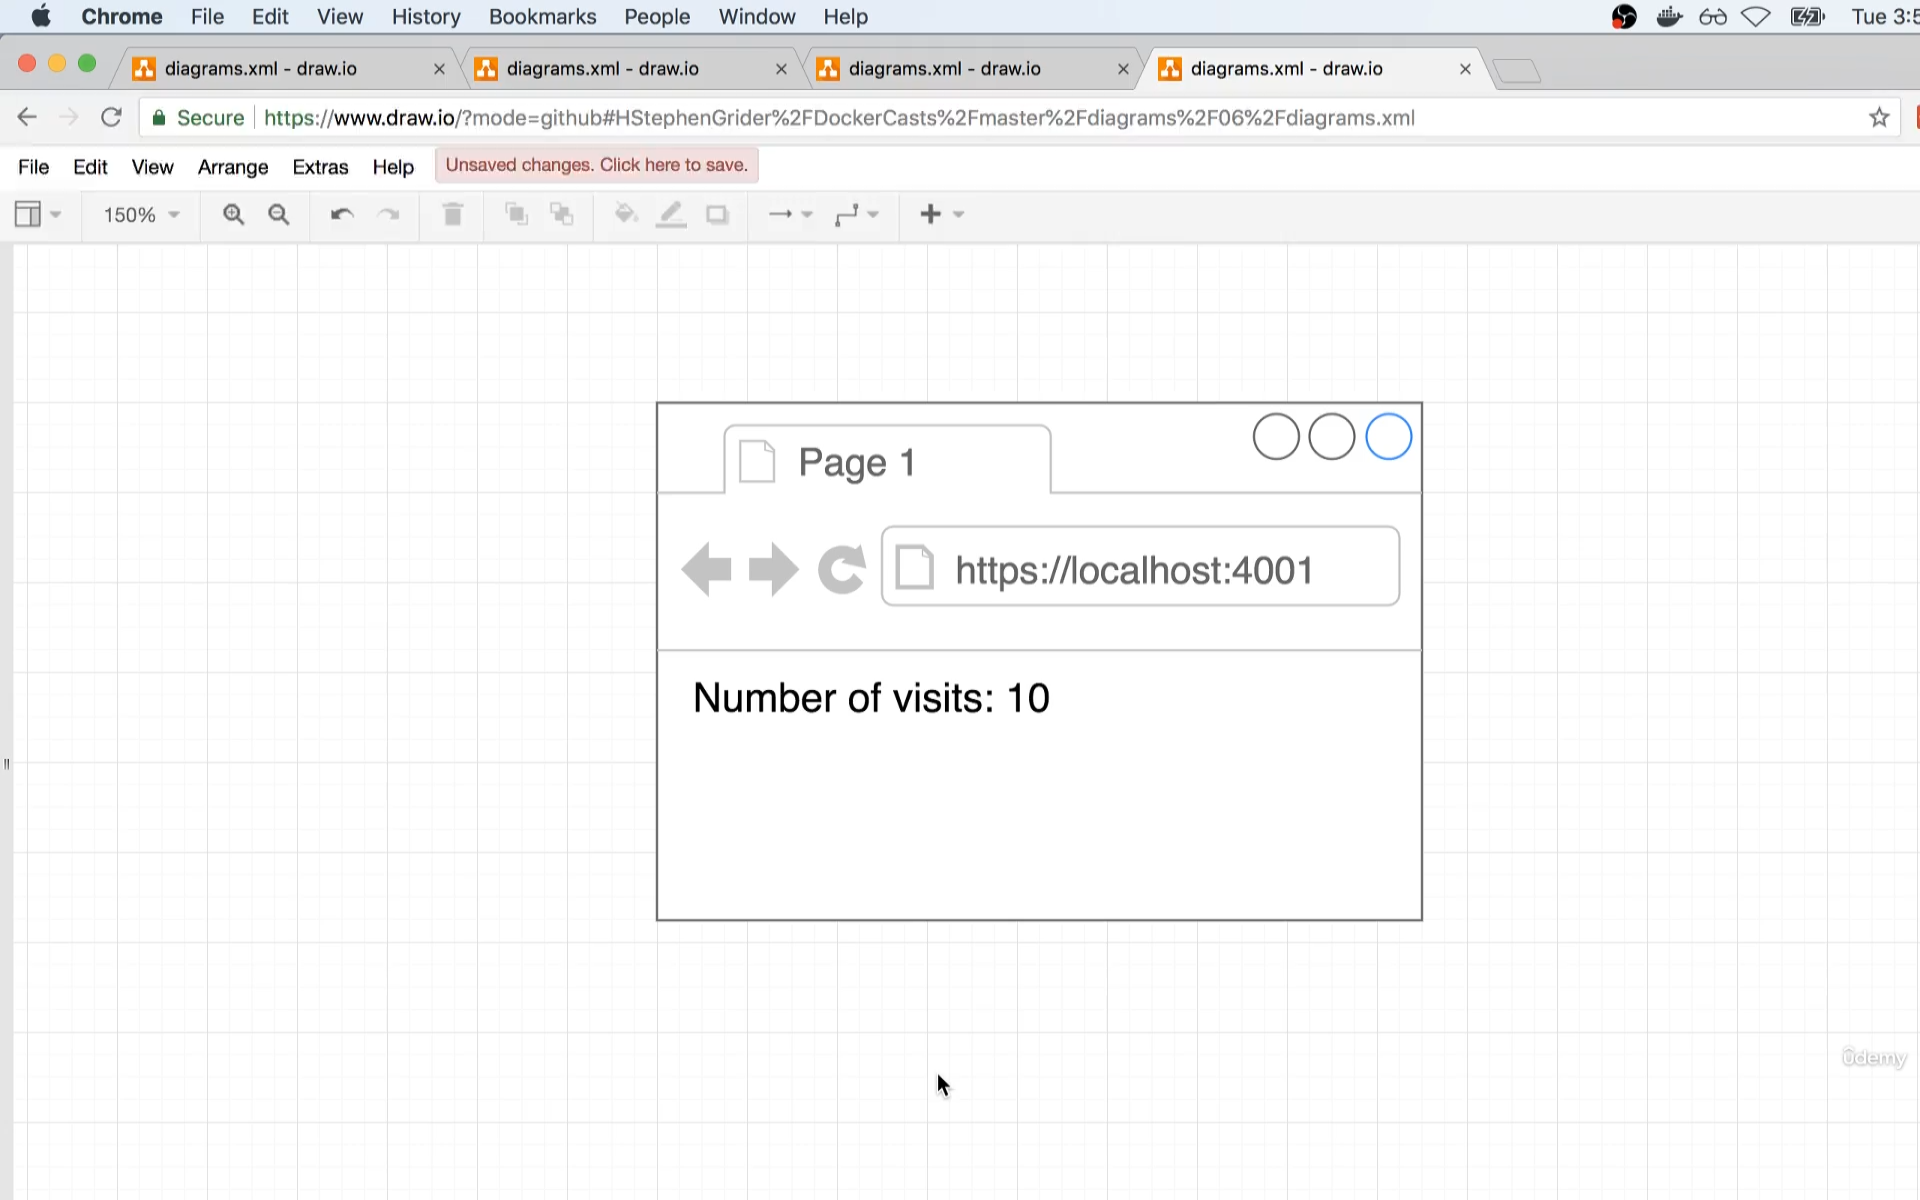 Chrome File Edit View History Bookmarks People Window Help Tue 3:5
diagrams.xml - draw.io diagrams.xml - draw.io diagrams.xml - draw.io diagrams.xml - draw.io
Secure https://www.draw.io/?mode=github#HStephenGrider%2FDockerCasts%2Fmaster%2Fdiagrams%2F06%2Fdiagrams.xml
File Edit View Arrange Extras Help Unsaved changes. Click here to save.
150%
Page 1
https://localhost:4001
Number of visits: 10
ûdemy